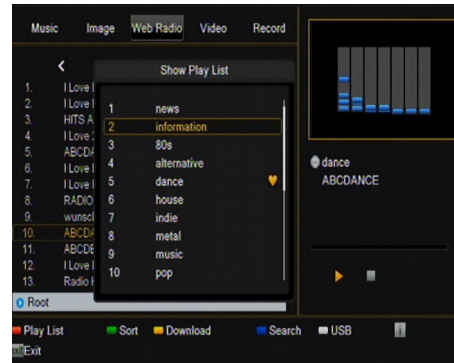 Music Image Web Radio Video Record
Show Play List
1. I Love
2. I Love
3. HITS A
4. I Love
5. ABCDA
6. I Love
7. I Love
8. RADIO
9. wunscl
10. ABCDA
11. ABCDE
12. I Love
13. Radio
1 news
2 information
3 80s
4 alternative
5 dance
6 house
7 indie
8 metal
9 music
10 pop
dance
ABCDANCE
Root
Play List Sort Download Search USB
Exit